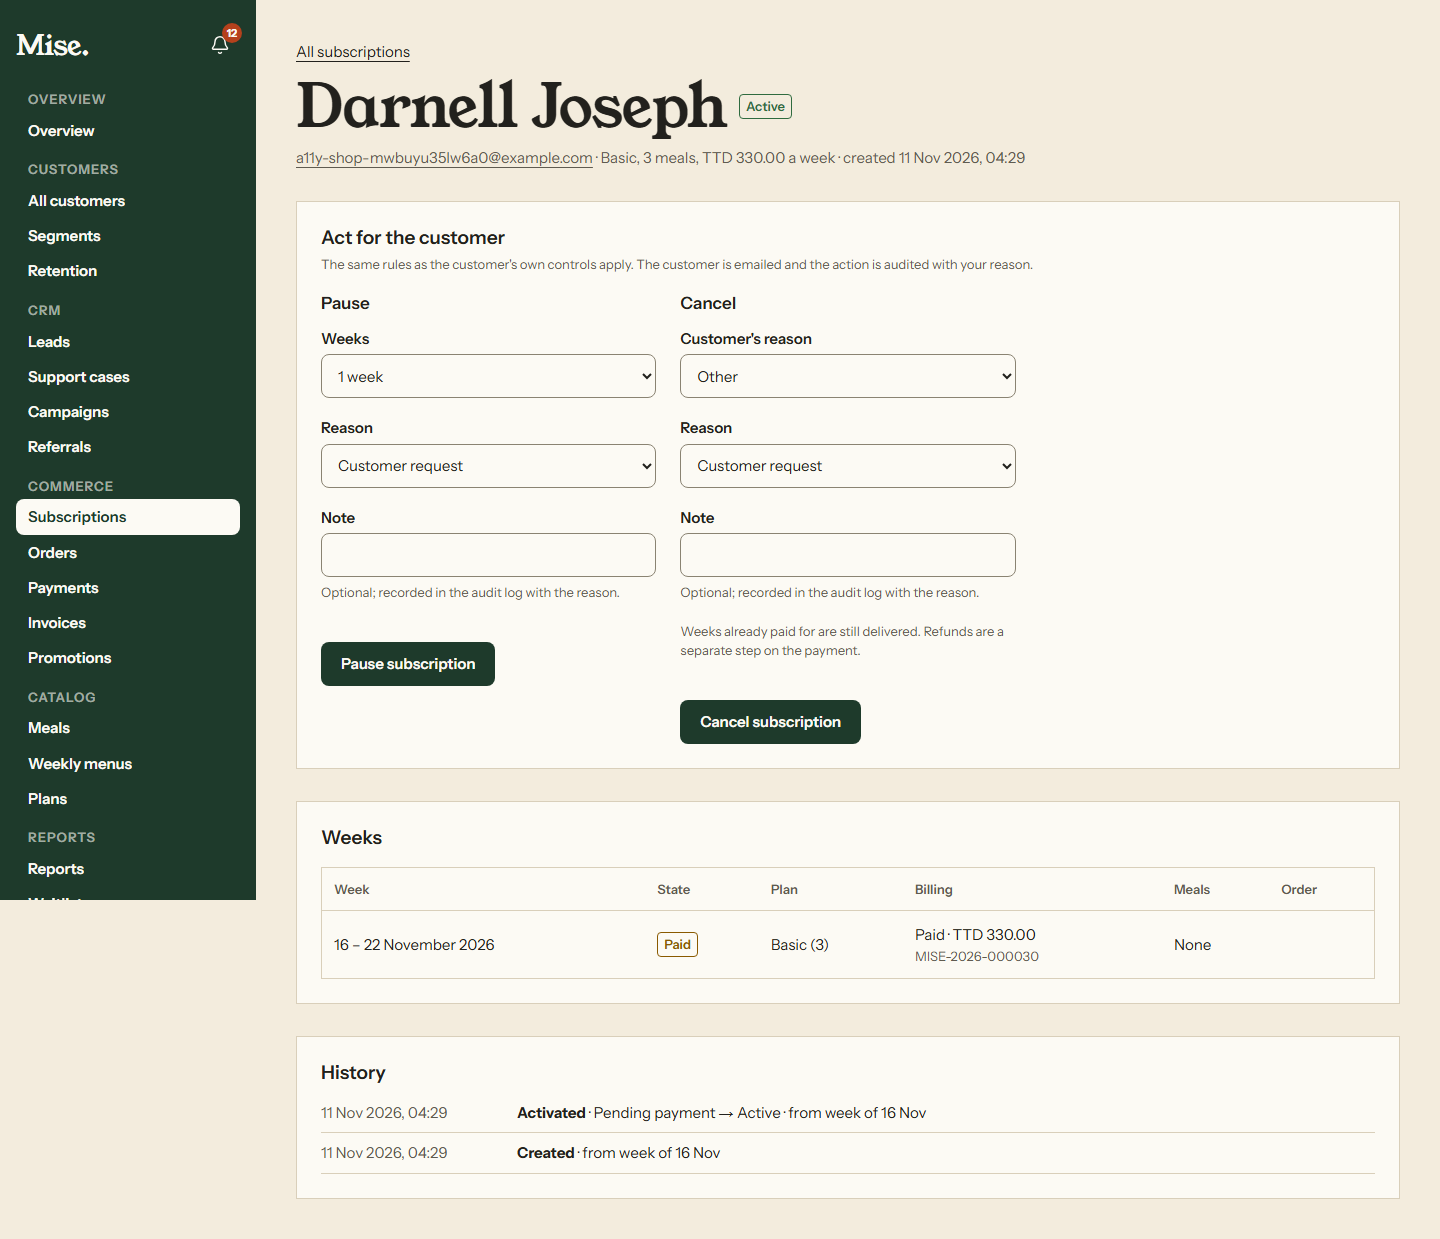 Mise.
12
OVERVIEW
Overview
CUSTOMERS
All customers
Segments
Retention
CRM
Leads
Support cases
Campaigns
Referrals
COMMERCE
Subscriptions
Orders
Payments
Invoices
Promotions
CATALOG
Meals
Weekly menus
Plans
REPORTS
Reports
All subscriptions
Darnell Joseph
Active
a11y-shop-mwbuyu35lw6a0@example.com · Basic, 3 meals, TTD 330.00 a week · created 11 Nov 2026, 04:29
Act for the customer
The same rules as the customer's own controls apply. The customer is emailed and the action is audited with your reason.
Pause
Weeks
1 week
Reason
Customer request
Note
Optional; recorded in the audit log with the reason.
Pause subscription
Cancel
Customer's reason
Other
Reason
Customer request
Note
Optional; recorded in the audit log with the reason.
Weeks already paid for are still delivered. Refunds are a
separate step on the payment.
Cancel subscription
Weeks
Week State Plan Billing Meals Order
16 – 22 November 2026 Paid Basic (3) Paid · TTD 330.00 None
MISE-2026-000030
History
11 Nov 2026, 04:29 Activated · Pending payment → Active · from week of 16 Nov
11 Nov 2026, 04:29 Created · from week of 16 Nov